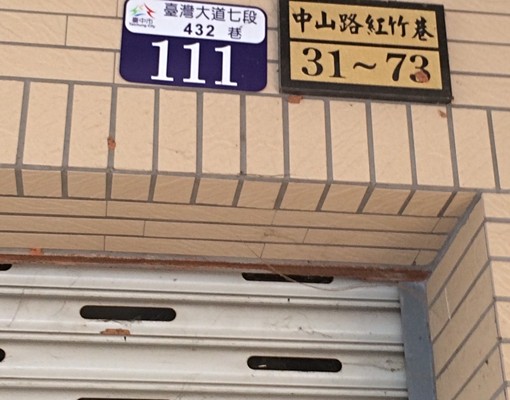 臺中市
臺灣大道七段
432 巷
111
中山路紅竹巷
31~73